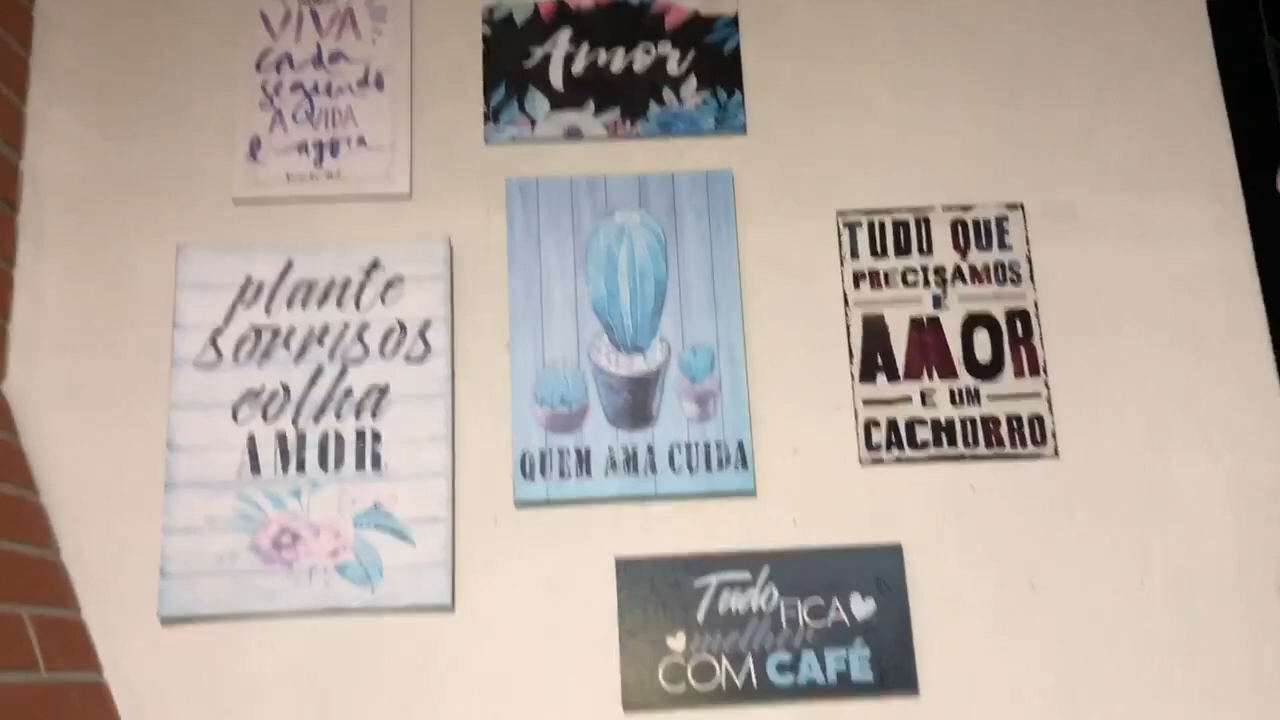 VIVA
cada
segundo
A VIDA
é agora
Amor
plante
sorrisos
colha
AMOR
QUEM AMA CUIDA
TUDO QUE
PRECISAMOS
É
AMOR
E UM
CACHORRO
Tudo FICA
melhor
COM CAFÉ